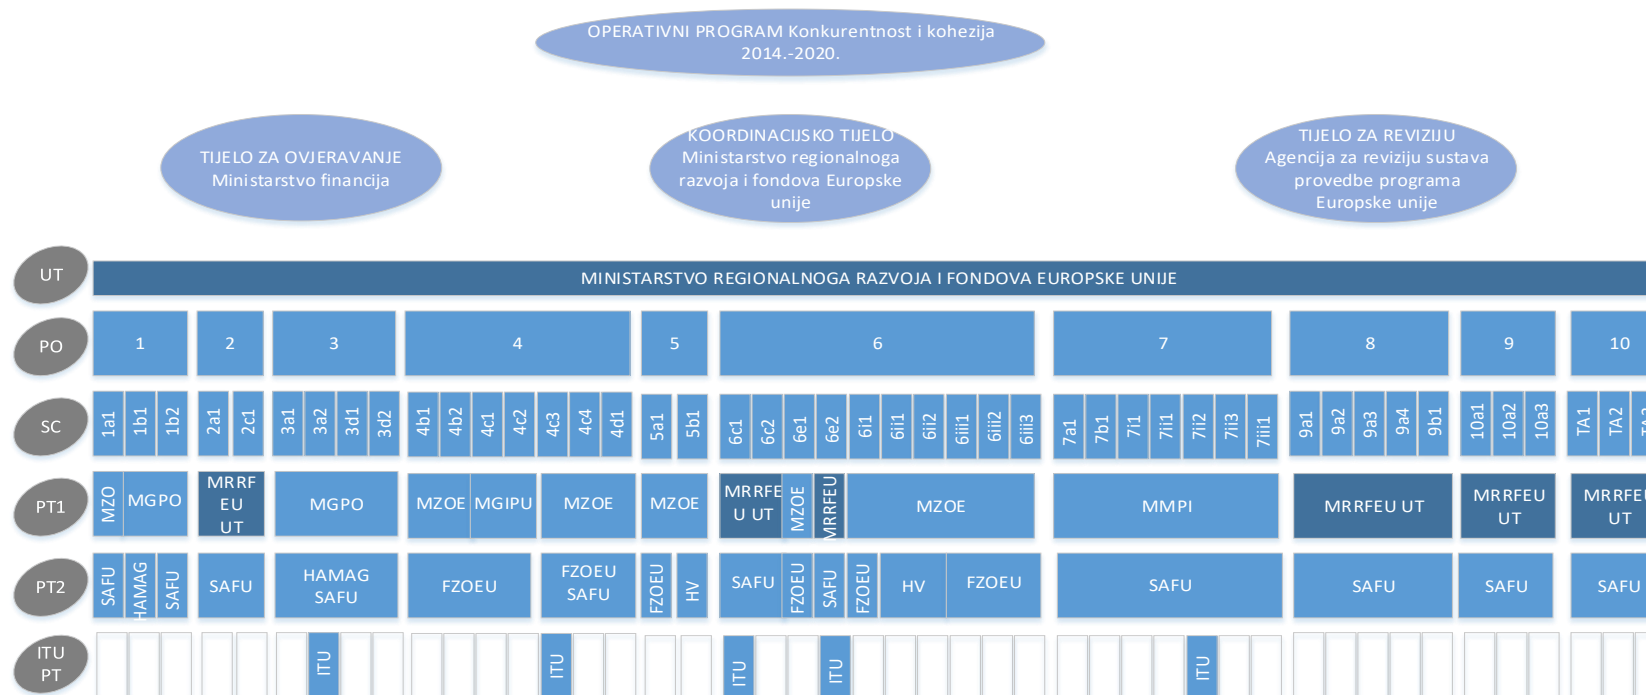 OPERATIVNI PROGRAM Konkurentnost i kohezija
2014.-2020.
TIJELO ZA OVJERAVANJE
Ministarstvo financija
KOORDINACIJSKO TIJELO
Ministarstvo regionalnoga
razvoja i fondova Europske
unije
TIJELO ZA REVIZIJU
Agencija za reviziju sustava
provedbe programa
Europske unije
UT
MINISTARSTVO REGIONALNOGA RAZVOJA I FONDOVA EUROPSKE UNIJE
PO
1 2 3 4 5 6 7 8 9 10
SC
1a1 1b1 1b2 2a1 2c1 3a1 3a2 3d1 3d2 4b1 4b2 4c1 4c2 4c3 4c4 4d1 5a1 5b1 6c1 6c2 6e1 6e2 6i1 6ii1 6ii2 6iii1 6iii2 6iii3 7a1 7b1 7i1 7ii1 7ii2 7ii3 7iii1 9a1 9a2 9a3 9a4 9b1 10a1 10a2 10a3 TA1 TA2
PT1
MZO
MGPO
MRRF
EU
UT
MGPO
MZOE
MGIPU
MZOE
MZOE
MRRFE
U UT
MZOE
MRRFEU
MZOE
MMPI
MRRFEU UT
MRRFEU
UT
MRRFEU
UT
PT2
SAFU
HAMAG
SAFU
SAFU
HAMAG
SAFU
FZOEU
FZOEU
SAFU
FZOEU
HV
SAFU
FZOEU
SAFU
FZOEU
HV
FZOEU
SAFU
SAFU
SAFU
SAFU
ITU
PT
ITU
ITU
ITU
ITU
ITU